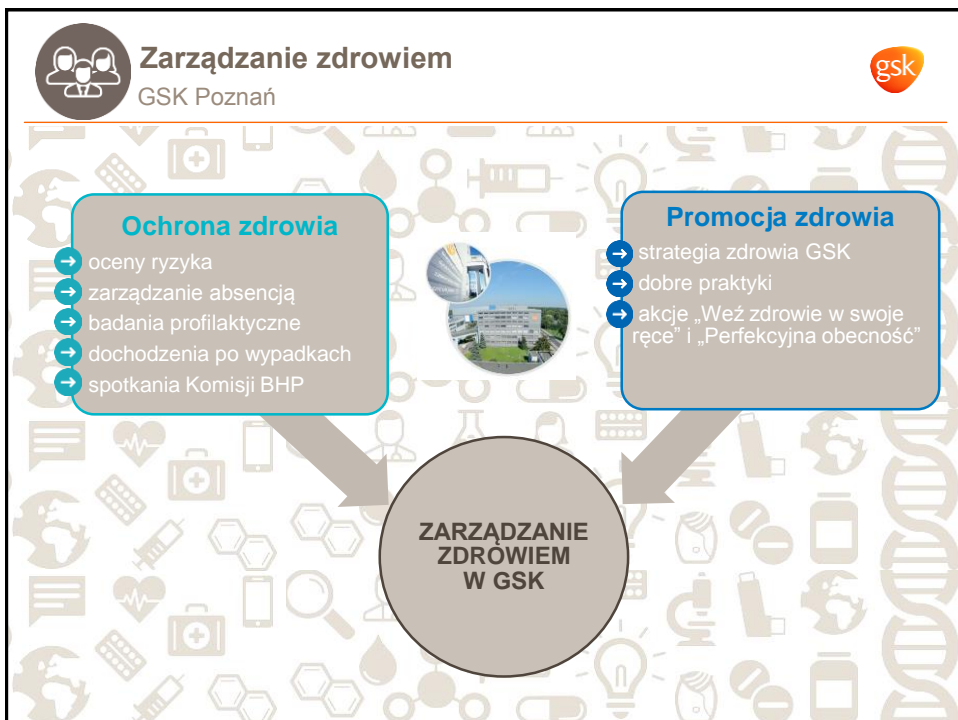 Zarządzanie zdrowiem
GSK Poznań
gsk
Ochrona zdrowia
oceny ryzyka
zarządzanie absencją
badania profilaktyczne
dochodzenia po wypadkach
spotkania Komisji BHP
Promocja zdrowia
strategia zdrowia GSK
dobre praktyki
akcje „Weź zdrowie w swoje
ręce” i „Perfekcyjna obecność”
ZARZĄDZANIE
ZDROWIEM
W GSK